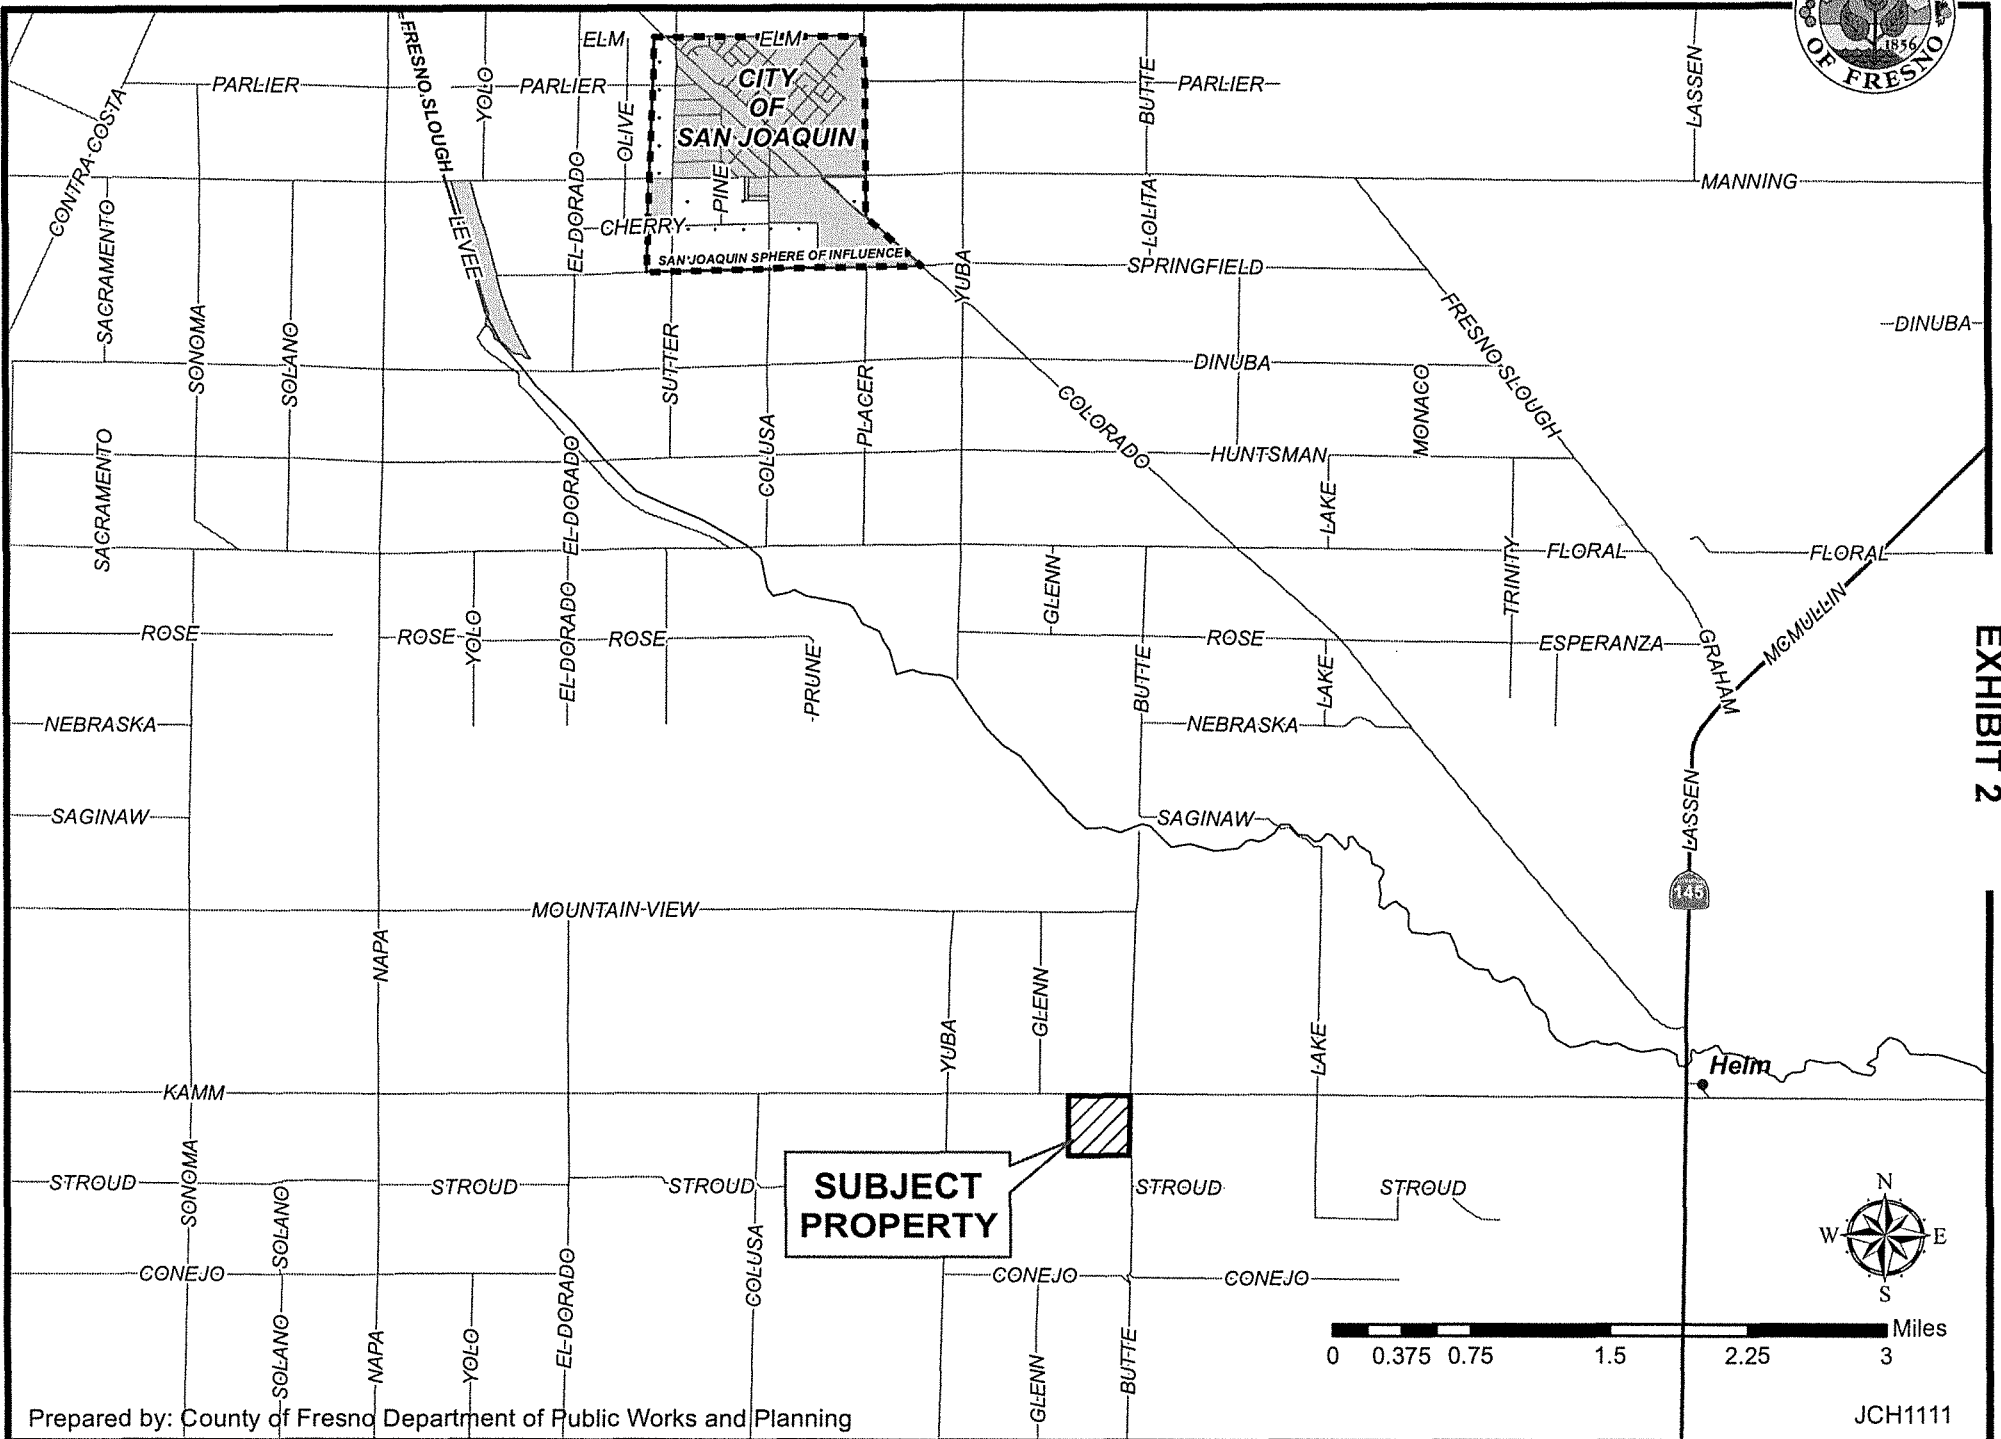 1856
OF FRESNO
FRESNO SLOUGH
ELM
ELM
YOLO
PARLIER
PARLIER
PARLIER
BUTTE
LASSEN
CITY
OF
SAN JOAQUIN
CONTRA COSTA
OLIVE
PINE
MANNING
SACRAMENTO
LEVEE
EL DORADO
CHERRY
LOLITA
SAN JOAQUIN SPHERE OF INFLUENCE
YUBA
SPRINGFIELD
FRESNO SLOUGH
DINUBA
SONOMA
SOLANO
SUTTER
PLACER
DINUBA
MONACO
COLORADO
SACRAMENTO
EL DORADO
COLUSA
HUNTSMAN
LAKE
FLORAL
FLORAL
TRINITY
GLENN
ROSE
ROSE
YOLO
EL DORADO
ROSE
PRUNE
ROSE
ESPERANZA
GRAHAM
MCMULLIN
EXHIBIT 2
BUTTE
LAKE
NEBRASKA
NEBRASKA
SAGINAW
SAGINAW
LASSEN
145
MOUNTAIN VIEW
NAPA
YUBA
GLENN
LAKE
Helm
KAMM
SUBJECT
PROPERTY
STROUD
SONOMA
SOLANO
STROUD
STROUD
STROUD
STROUD
N
W
E
S
CONEJO
EL DORADO
COLUSA
CONEJO
CONEJO
SOLANO
NAPA
YOLO
GLENN
BUTTE
Miles
0 0.375 0.75 1.5 2.25 3
Prepared by: County of Fresno Department of Public Works and Planning
JCH1111